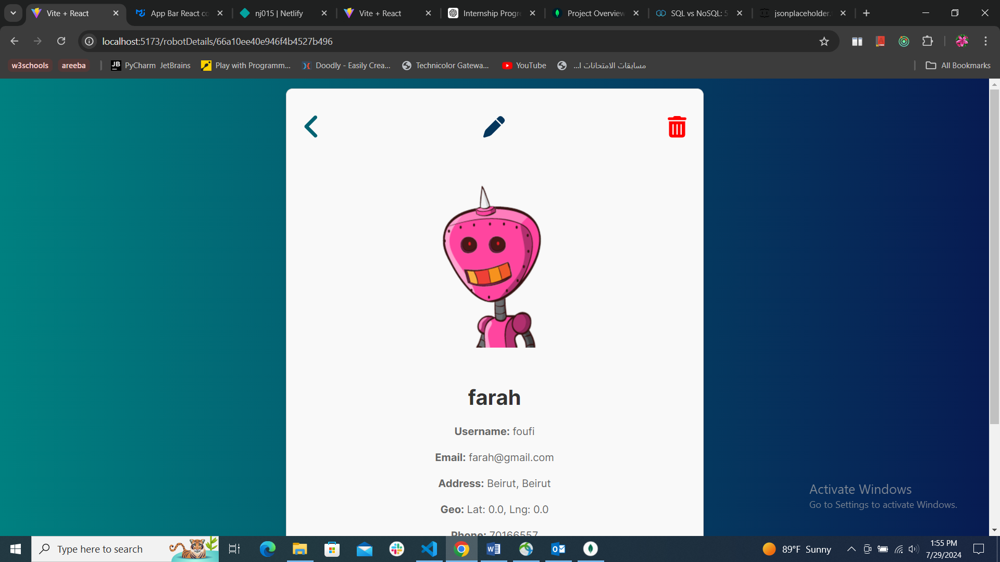 Vite + React
App Bar React co
nj015 | Netlify
Vite + React
Internship Progre
Project Overview
SQL vs NoSQL: 5
jsonplaceholder.
localhost:5173/robotDetails/66a10ee40e946f4b4527b496
w3schools
areeba
PyCharm JetBrains
Play with Programm...
Doodly - Easily Crea...
Technicolor Gatewa...
YouTube
مسابقات الامتحانات ا...
All Bookmarks
farah
Username: foufi
Email: farah@gmail.com
Address: Beirut, Beirut
Geo: Lat: 0.0, Lng: 0.0
Phone: 70166557
Activate Windows
Go to Settings to activate Windows.
Type here to search
89°F Sunny
1:55 PM
7/29/2024